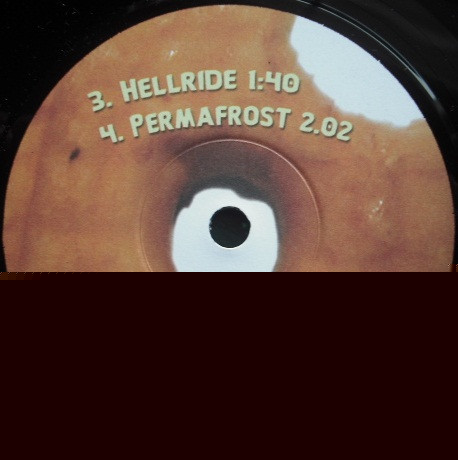 3. HELLRIDE 1:40
4. PERMAFROST 2.02